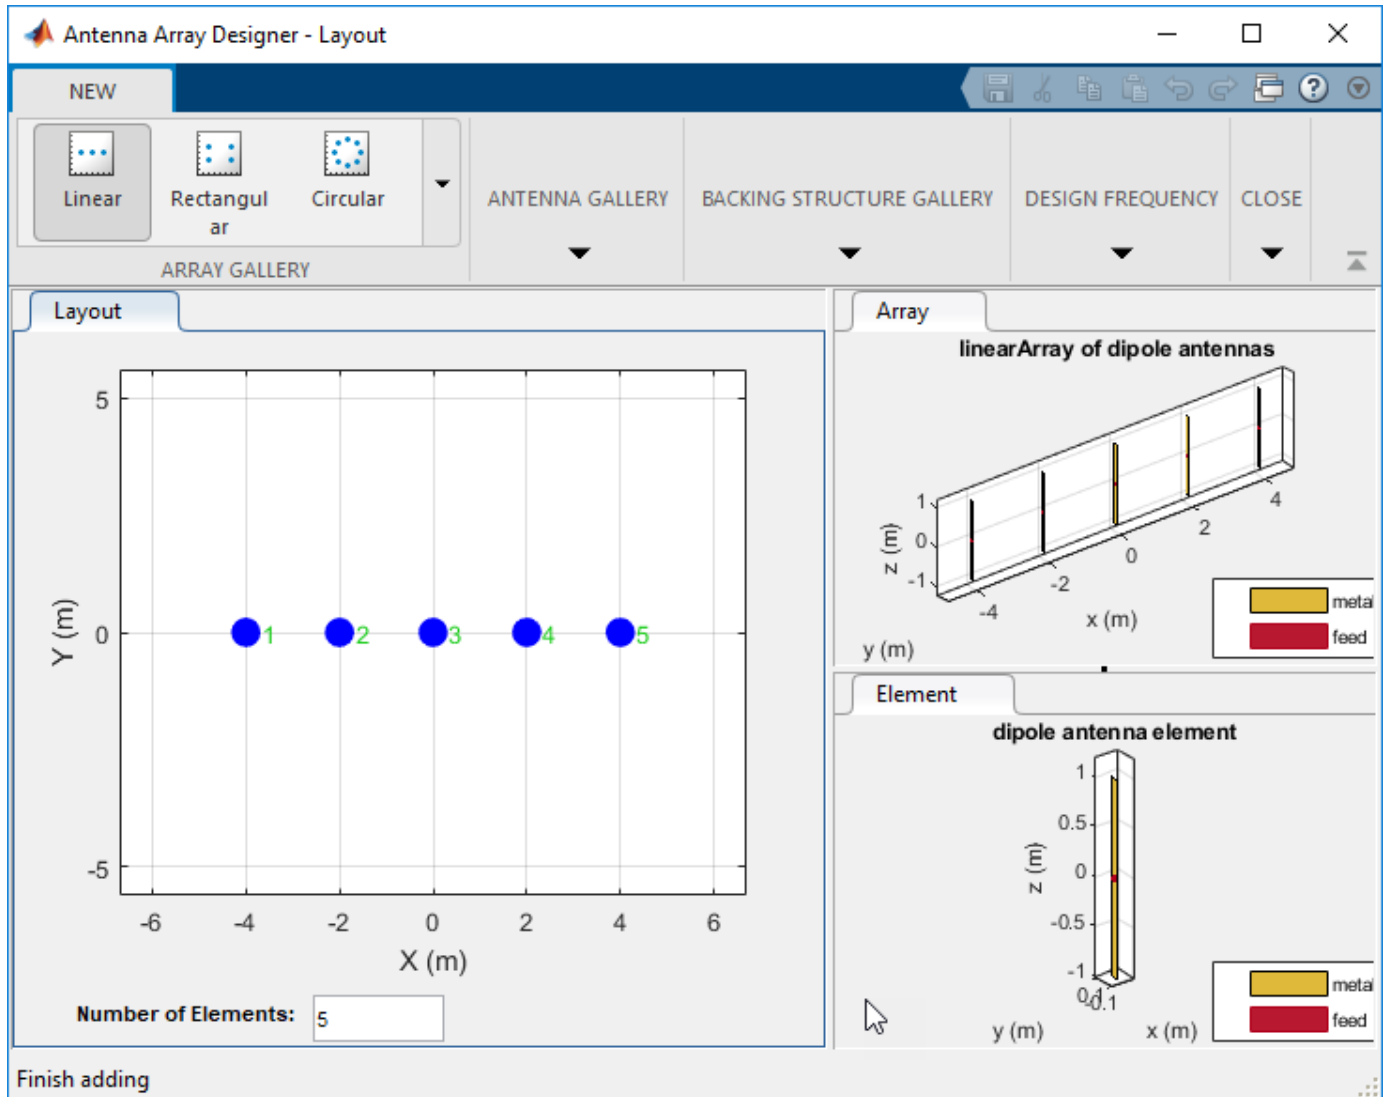 Antenna Array Designer - Layout
NEW
Linear
Rectangul
ar
Circular
ARRAY GALLERY
ANTENNA GALLERY
BACKING STRUCTURE GALLERY
DESIGN FREQUENCY
CLOSE
Layout
5
0
-5
Y (m)
1
2
3
4
5
-6
-4
-2
0
2
4
6
X (m)
Number of Elements: 5
Array
linearArray of dipole antennas
1
0
-1
z (m)
-4
-2
0
2
4
x (m)
y (m)
metal
feed
Element
dipole antenna element
1
0.5
0
-0.5
-1
z (m)
0.1
-0.1
y (m)
x (m)
metal
feed
Finish adding